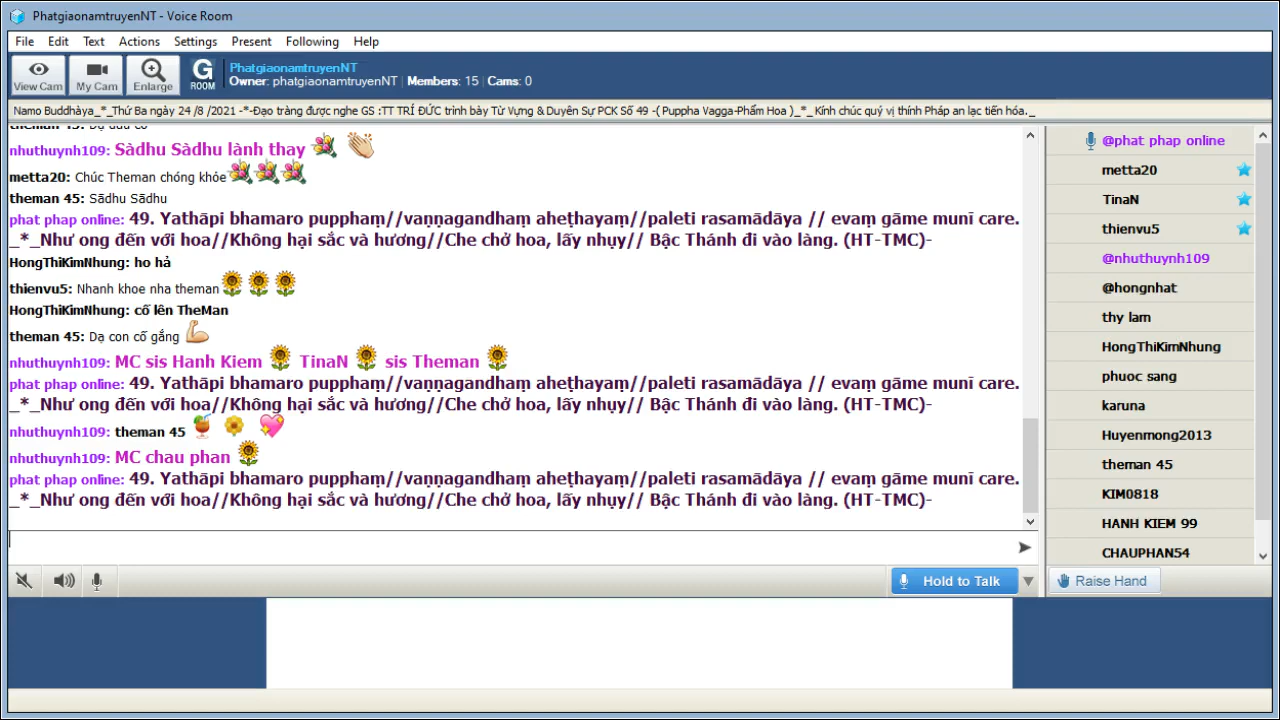 PhatgiaonamtruyenNT - Voice Room
File Edit Text Actions Settings Present Following Help
View Cam My Cam Enlarge G ROOM
PhatgiaonamtruyenNT
Owner: phatgiaonamtruyenNT | Members: 15 | Cams: 0
Namo Buddhàya_*_Thứ Ba ngày 24 /8 /2021 -*-Đạo tràng được nghe GS :TT TRÍ ĐỨC trình bày Từ Vựng & Duyên Sự PCK Số 49 -( Puppha Vagga-Phẩm Hoa )_*_Kính chúc quý vị thính Pháp an lạc tiến hóa._
nhuthuynh109: Sàdhu Sàdhu lành thay
metta20: Chúc Theman chóng khỏe
theman 45: Sādhu Sādhu
phat phap online: 49. Yathāpi bhamaro pupphaṃ//vaṇṇagandhaṃ aheṭhayaṃ//paleti rasamādāya // evaṃ gāme munī care.
_*_Như ong đến với hoa//Không hại sắc và hương//Che chở hoa, lấy nhụy// Bậc Thánh đi vào làng. (HT-TMC)-
HongThiKimNhung: ho hả
thienvu5: Nhanh khoe nha theman
HongThiKimNhung: cố lên TheMan
theman 45: Dạ con cố gắng
nhuthuynh109: MC sis Hanh Kiem TinaN sis Theman
phat phap online: 49. Yathāpi bhamaro pupphaṃ//vaṇṇagandhaṃ aheṭhayaṃ//paleti rasamādāya // evaṃ gāme munī care.
_*_Như ong đến với hoa//Không hại sắc và hương//Che chở hoa, lấy nhụy// Bậc Thánh đi vào làng. (HT-TMC)-
nhuthuynh109: theman 45
nhuthuynh109: MC chau phan
phat phap online: 49. Yathāpi bhamaro pupphaṃ//vaṇṇagandhaṃ aheṭhayaṃ//paleti rasamādāya // evaṃ gāme munī care.
_*_Như ong đến với hoa//Không hại sắc và hương//Che chở hoa, lấy nhụy// Bậc Thánh đi vào làng. (HT-TMC)-
Hold to Talk
@phat phap online
metta20
TinaN
thienvu5
@nhuthuynh109
@hongnhat
thy lam
HongThiKimNhung
phuoc sang
karuna
Huyenmong2013
theman 45
KIM0818
HANH KIEM 99
CHAUPHAN54
Raise Hand